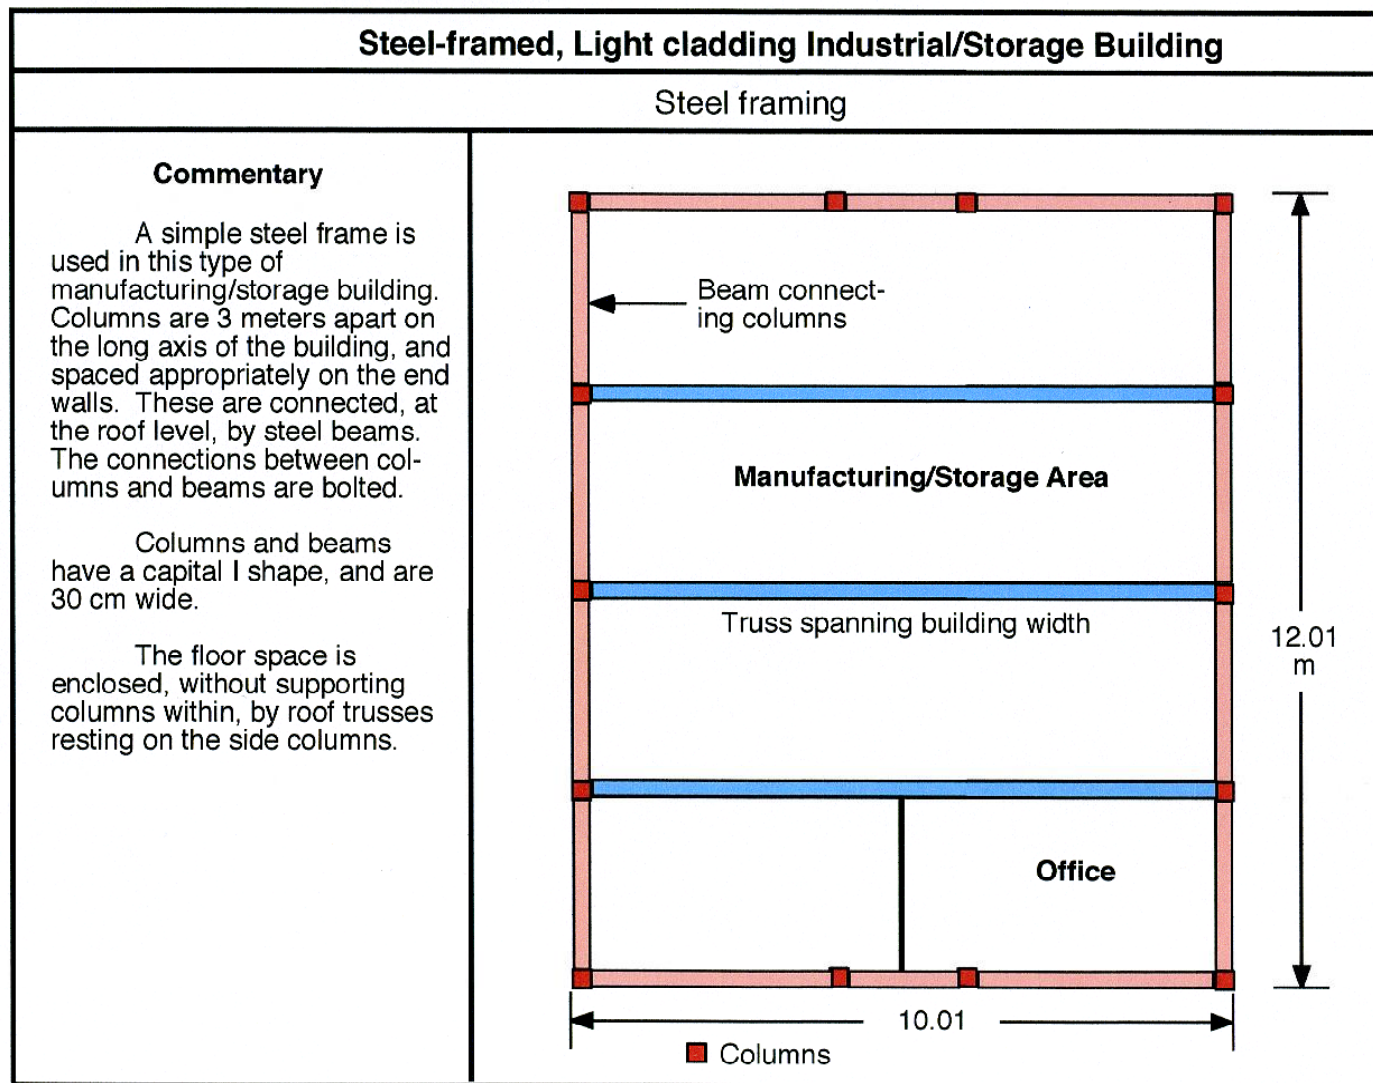 Steel-framed, Light cladding Industrial/Storage Building
Steel framing
Commentary
A simple steel frame is
used in this type of
manufacturing/storage building.
Columns are 3 meters apart on
the long axis of the building, and
spaced appropriately on the end
walls. These are connected, at
the roof level, by steel beams.
The connections between col-
umns and beams are bolted.
Columns and beams
have a capital I shape, and are
30 cm wide.
The floor space is
enclosed, without supporting
columns within, by roof trusses
resting on the side columns.
Beam connect-
ing columns
Manufacturing/Storage Area
Truss spanning building width
12.01
m
Office
10.01
Columns